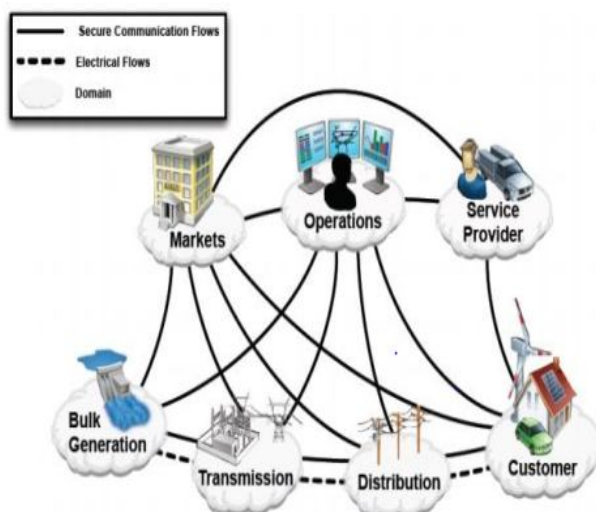 Secure Communication Flows
Electrical Flows
Domain
Markets
Operations
Service
Provider
Bulk
Generation
Transmission
Distribution
Customer